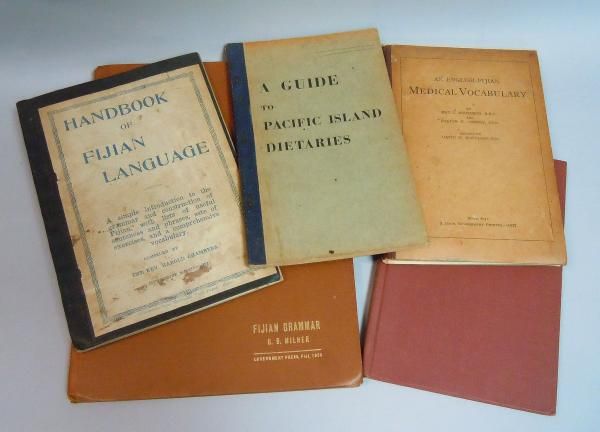 HANDBOOK
OF
FIJIAN
LANGUAGE
A simple introduction to the
grammar and construction of
Fijian, with lists of useful
sentences and phrases, sets of
exercises, and a comprehensive
vocabulary.
COMPILED BY
THE REV. HAROLD CHAMBERS
A GUIDE
TO
PACIFIC ISLAND
DIETARIES
AN ENGLISH-FIJIAN
MEDICAL VOCABULARY
BY
AND
FIJIAN GRAMMAR
G. B. MILNER
GOVERNMENT PRESS, FIJI, 1956